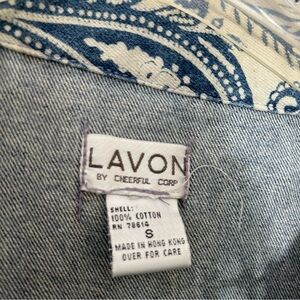 LAVON
BY CHEERFUL CORP
SHELL:
100% COTTON
RN 78614
S
MADE IN HONG KONG
OVER FOR CARE